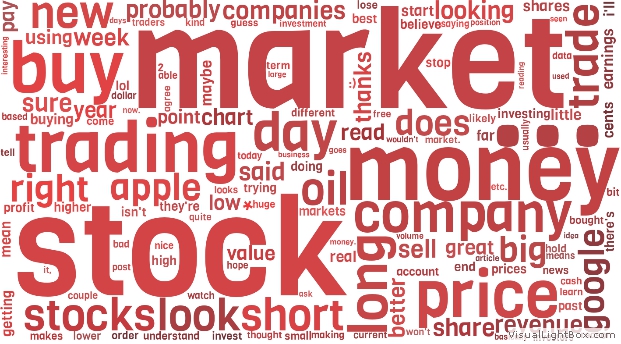 pay
new
days
probably
companies
lose
best
start
looking
shares
seen
i'll
traders
kind
guess
investment
believe
saying
position
interesting
using
week
market
trade
earnings
buy
lol
dollar
2
able
maybe
term
large
thanks
:)
stop
reading
data
used
sure
year
now.
agree
free
cents
based
buying
come
point
chart
different
read
does
likely
investing
little
tell
trading
day
wouldn't
market.
far
usually
today
business
goes
money
right
apple
said
doing
looks
trying
oil
etc.
bit
profit
higher
isn't
they're
low
*
huge
markets
company
bought
quite
mean
stock
bad
nice
value
money.
real
long
volume
sell
great
article
big
idea
hold
means
there's
google
it,
post
high
hope
account
end
prices
news
getting
couple
watch
ask
better
price
cash
learn
past
stocks
look
short
share
revenue
makes
lower
order
understand
invest
thought
small
making
current
won't
VisualLightBox.com